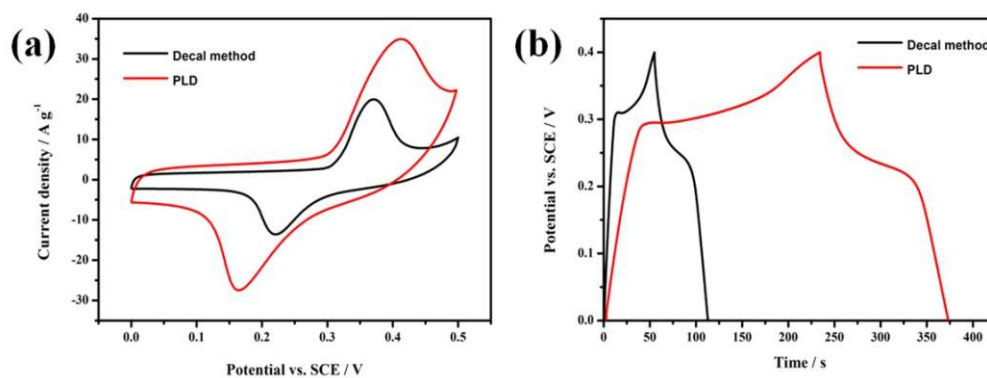 (a)
Decal method
PLD
Current density / A g⁻¹
40
30
20
10
0
-10
-20
-30
0.0 0.1 0.2 0.3 0.4 0.5
Potential vs. SCE / V
(b)
Decal method
PLD
Potential vs. SCE / V
0.4
0.3
0.2
0.1
0.0
0 50 100 150 200 250 300 350 400
Time / s